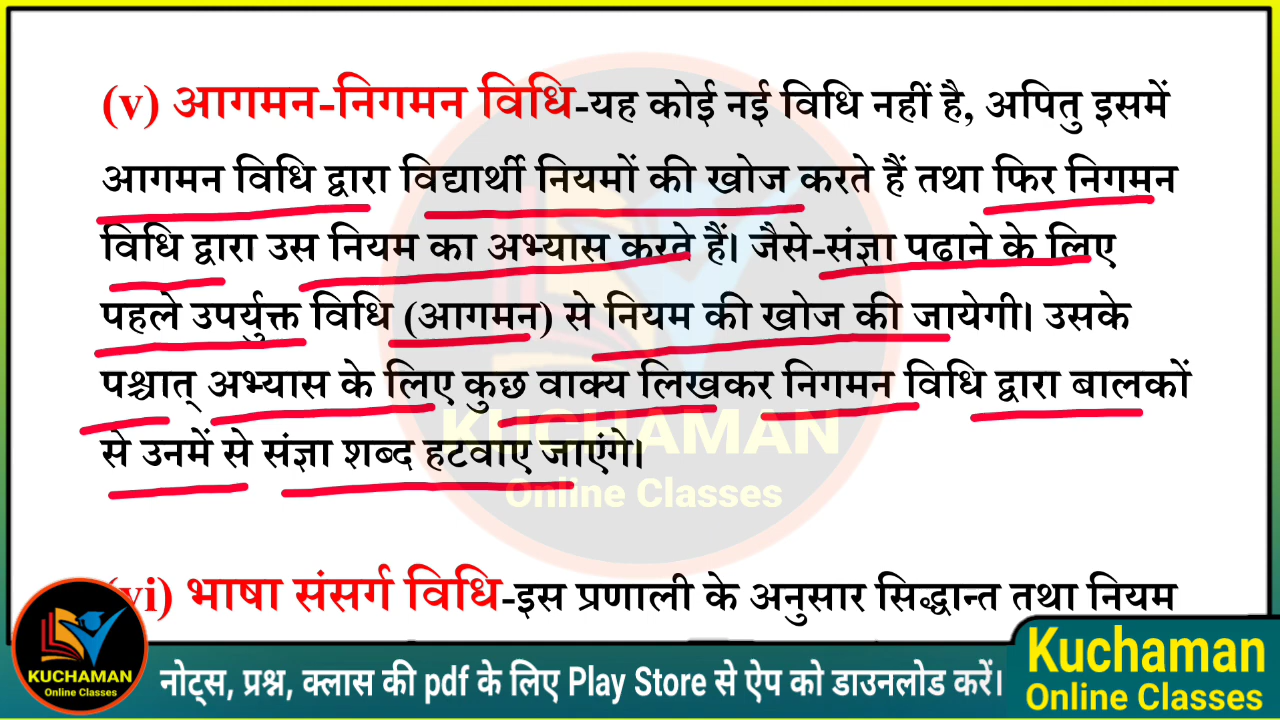 (v) आगमन-निगमन विधि-यह कोई नई विधि नहीं है, अपितु इसमें
आगमन विधि द्वारा विद्यार्थी नियमों की खोज करते हैं तथा फिर निगमन
विधि द्वारा उस नियम का अभ्यास करते हैं। जैसे-संज्ञा पढाने के लिए
पहले उपर्युक्त विधि (आगमन) से नियम की खोज की जायेगी। उसके
पश्चात् अभ्यास के लिए कुछ वाक्य लिखकर निगमन विधि द्वारा बालकों
से उनमें से संज्ञा शब्द हटवाए जाएंगे।
KUCHAMAN
Online Classes
(vi) भाषा संसर्ग विधि-इस प्रणाली के अनुसार सिद्धान्त तथा नियम
KUCHAMAN
Online Classes
नोट्स, प्रश्न, क्लास की pdf के लिए Play Store से ऐप को डाउनलोड करें।
Kuchaman
Online Classes